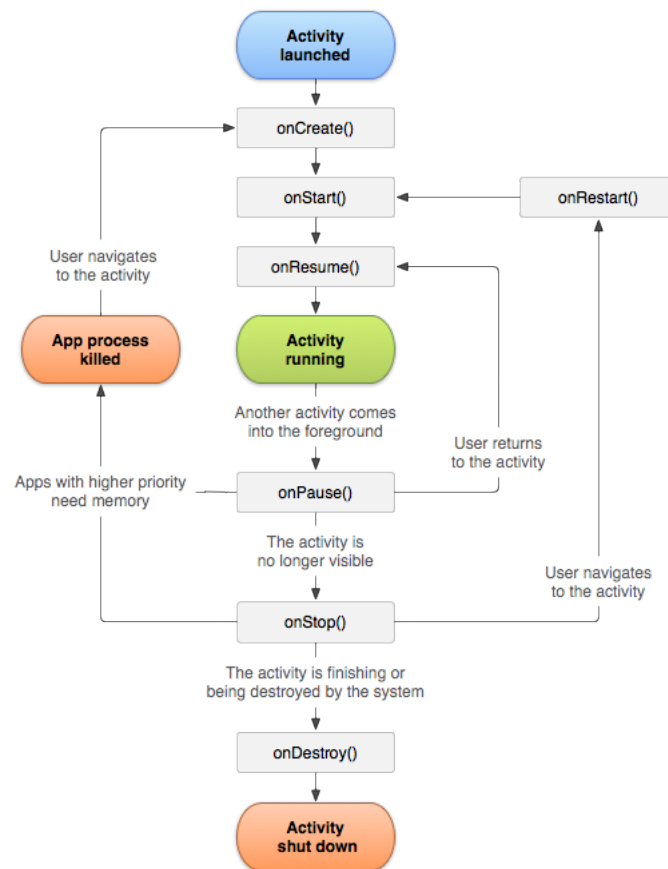 Activity
launched
onCreate()
onStart()
onRestart()
User navigates
to the activity
onResume()
App process
killed
Activity
running
Another activity comes
into the foreground
User returns
to the activity
Apps with higher priority
need memory
onPause()
The activity is
no longer visible
User navigates
to the activity
onStop()
The activity is finishing or
being destroyed by the system
onDestroy()
Activity
shut down